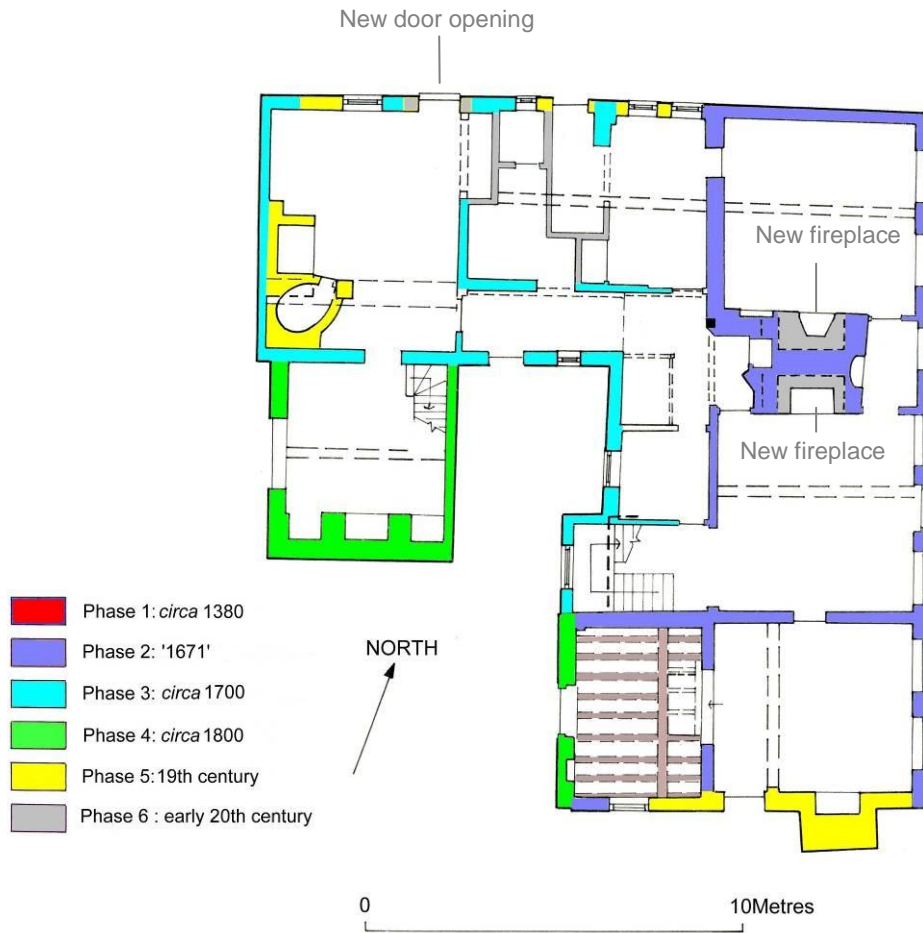 New door opening
New fireplace
New fireplace
Phase 1: circa 1380
Phase 2: '1671'
Phase 3: circa 1700
Phase 4: circa 1800
Phase 5: 19th century
Phase 6 : early 20th century
NORTH
0 10Metres